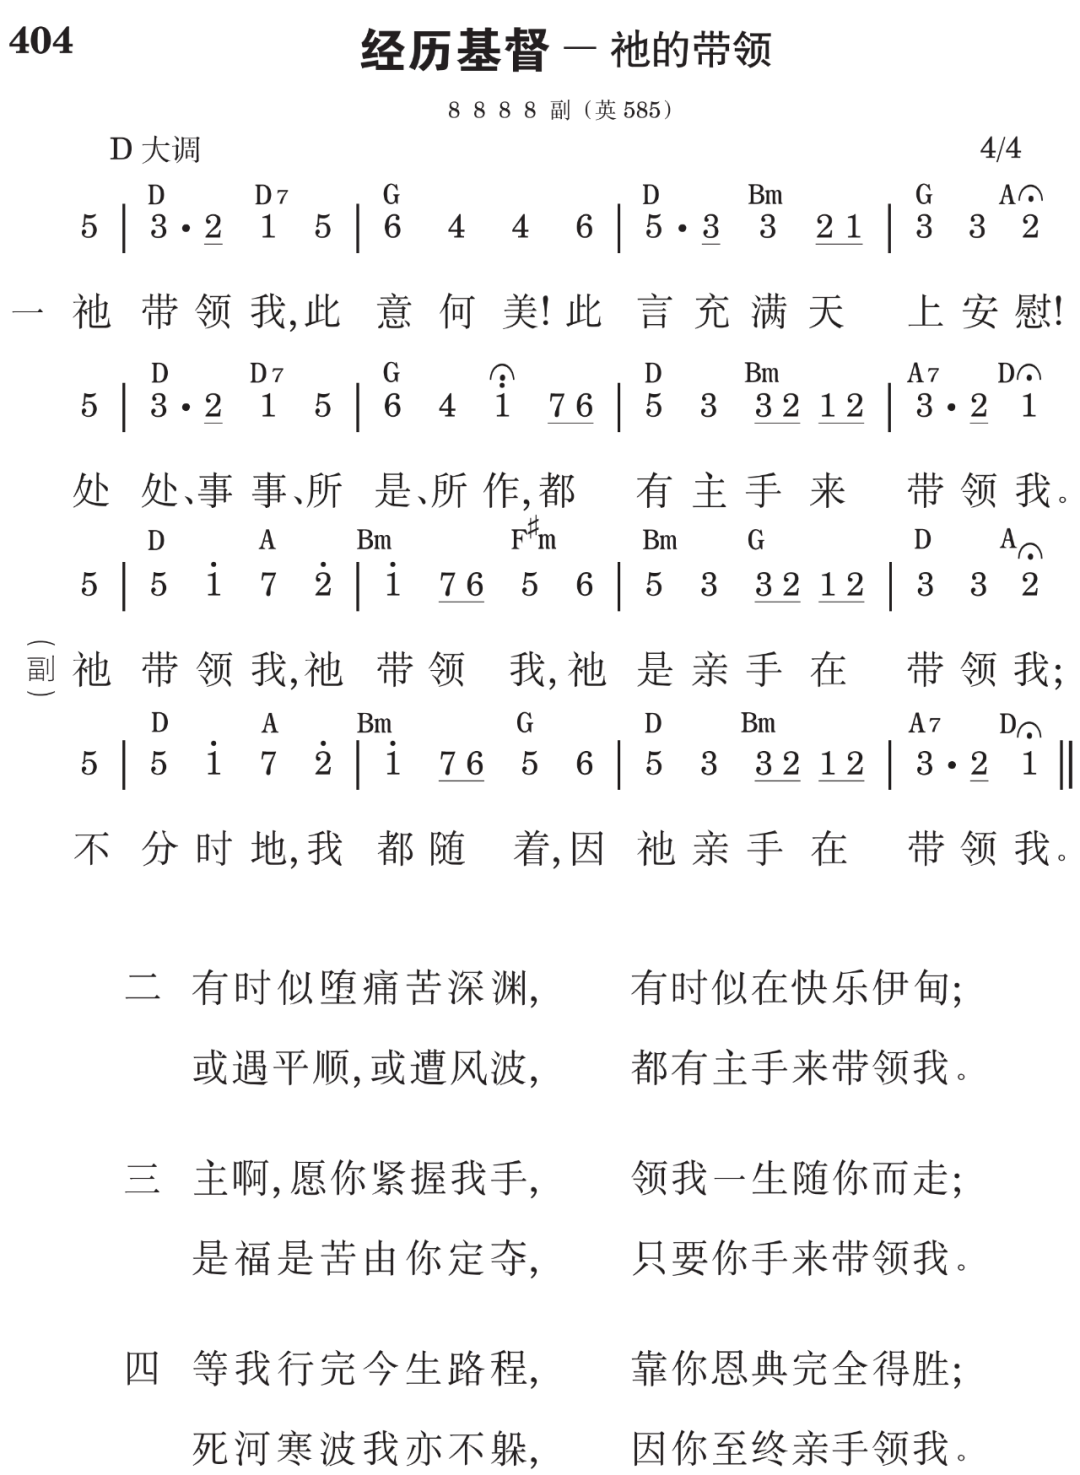 404
经历基督 — 祂的带领
8 8 8 8 副（英 585）
D 大调 4/4
D D7 G D Bm G A
5 | 3 · 2 1 5 | 6 4 4 6 | 5 · 3 3 2 1 | 3 3 2
一 祂 带 领 我,此 意 何 美! 此 言 充 满 天 上 安 慰!
D D7 G D Bm A7 D
5 | 3 · 2 1 5 | 6 4 1̇ 7 6 | 5 3 3 2 1 2 | 3 · 2 1
处 处、事 事、所 是、所 作,都 有 主 手 来 带 领 我。
D A Bm F♯m Bm G D A
5 | 5 1̇ 7 2̇ | 1̇ 7 6 5 6 | 5 3 3 2 1 2 | 3 3 2
(副) 祂 带 领 我,祂 带 领 我,祂 是 亲 手 在 带 领 我;
D A Bm G D Bm A7 D
5 | 5 1̇ 7 2̇ | 1̇ 7 6 5 6 | 5 3 3 2 1 2 | 3 · 2 1 ‖
不 分 时 地,我 都 随 着,因 祂 亲 手 在 带 领 我。
二 有时似堕痛苦深渊, 有时似在快乐伊甸;
或遇平顺,或遭风波, 都有主手来带领我。
三 主啊,愿你紧握我手, 领我一生随你而走;
是福是苦由你定夺, 只要你手来带领我。
四 等我行完今生路程, 靠你恩典完全得胜;
死河寒波我亦不躲, 因你至终亲手领我。